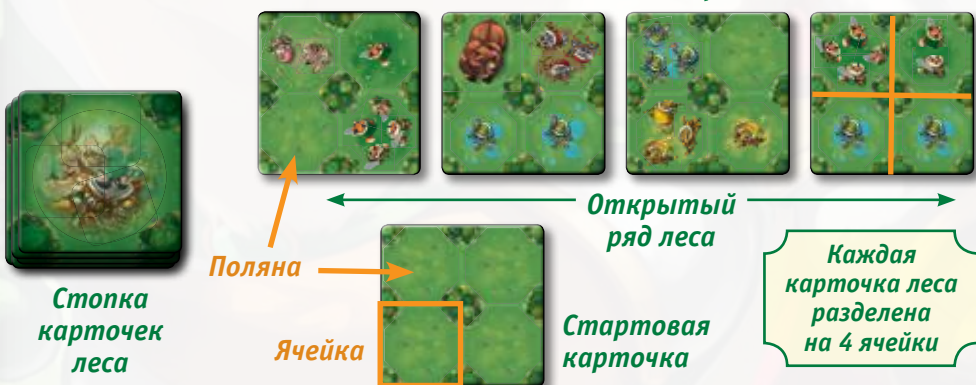 Открытый
ряд леса
Поляна
Стопка
карточек
леса
Ячейка
Стартовая
карточка
Каждая
карточка леса
разделена
на 4 ячейки